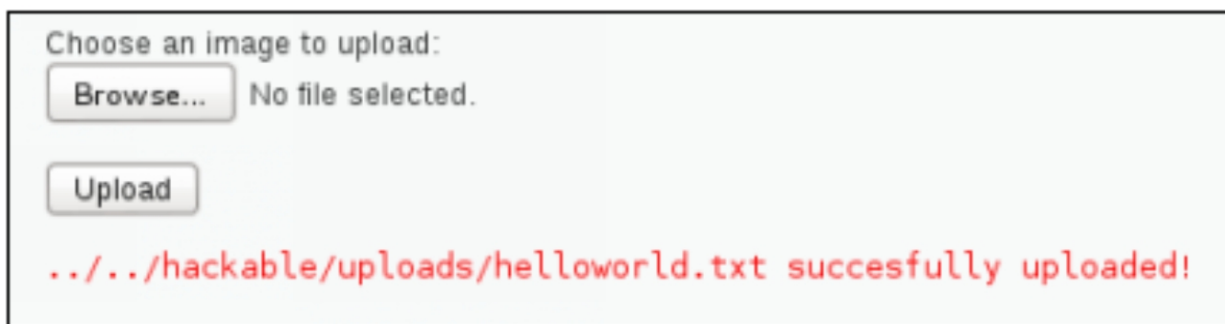 Choose an image to upload:
Browse... No file selected.
Upload
../../hackable/uploads/helloworld.txt succesfully uploaded!